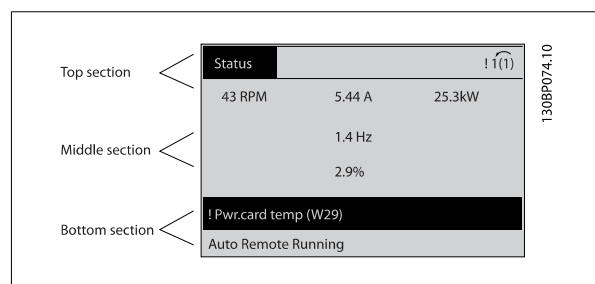 Top section
Status
! 1(1)
43 RPM 5.44 A 25.3kW
Middle section
1.4 Hz
2.9%
Bottom section
! Pwr.card temp (W29)
Auto Remote Running
130BP074.10